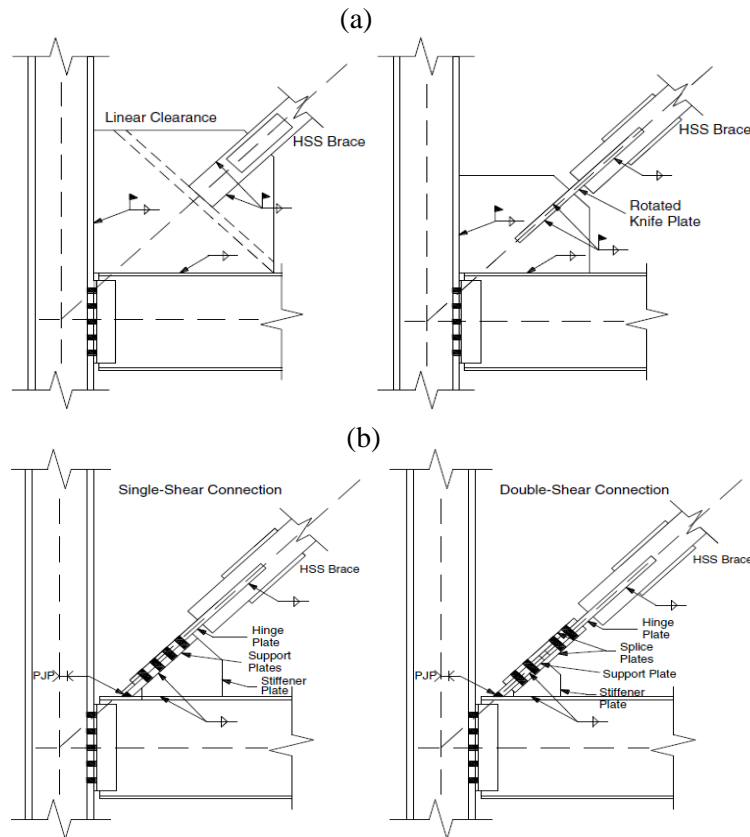 (a)
Linear Clearance
HSS Brace
HSS Brace
Rotated
Knife Plate
(b)
Single-Shear Connection
HSS Brace
Hinge
Plate
Support
Plates
Stiffener
Plate
PJP
Double-Shear Connection
HSS Brace
Hinge
Plate
Splice
Plates
Support Plate
Stiffener
Plate
PJP